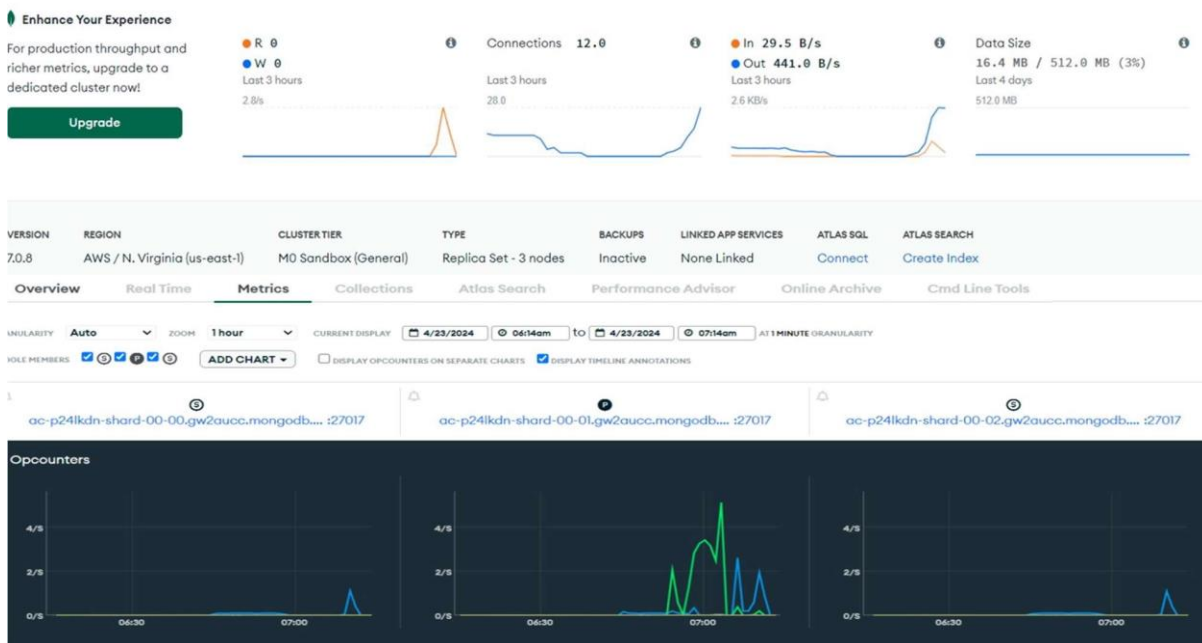 Enhance Your Experience
For production throughput and
richer metrics, upgrade to a
dedicated cluster now!
Upgrade
R 0
W 0
Last 3 hours
2.8/s
Connections 12.0
Last 3 hours
28.0
In 29.5 B/s
Out 441.0 B/s
Last 3 hours
2.6 KB/s
Data Size
16.4 MB / 512.0 MB (3%)
Last 4 days
512.0 MB
VERSION REGION CLUSTER TIER TYPE BACKUPS LINKED APP SERVICES ATLAS SQL ATLAS SEARCH
7.0.8 AWS / N. Virginia (us-east-1) M0 Sandbox (General) Replica Set - 3 nodes Inactive None Linked Connect Create Index
Overview Real Time Metrics Collections Atlas Search Performance Advisor Online Archive Cmd Line Tools
ANULARITY Auto ZOOM 1 hour CURRENT DISPLAY 4/23/2024 06:14am to 4/23/2024 07:14am AT 1 MINUTE GRANULARITY
GLE MEMBERS S P S ADD CHART DISPLAY OPCOUNTERS ON SEPARATE CHARTS DISPLAY TIMELINE ANNOTATIONS
S P S
ac-p24lkdn-shard-00-00.gw2aucc.mongodb.... :27017 ac-p24lkdn-shard-00-01.gw2aucc.mongodb.... :27017 ac-p24lkdn-shard-00-02.gw2aucc.mongodb.... :27017
Opcounters
4/s 4/s 4/s
2/s 2/s 2/s
0/s 0/s 0/s
06:30 07:00 06:30 07:00 06:30 07:00